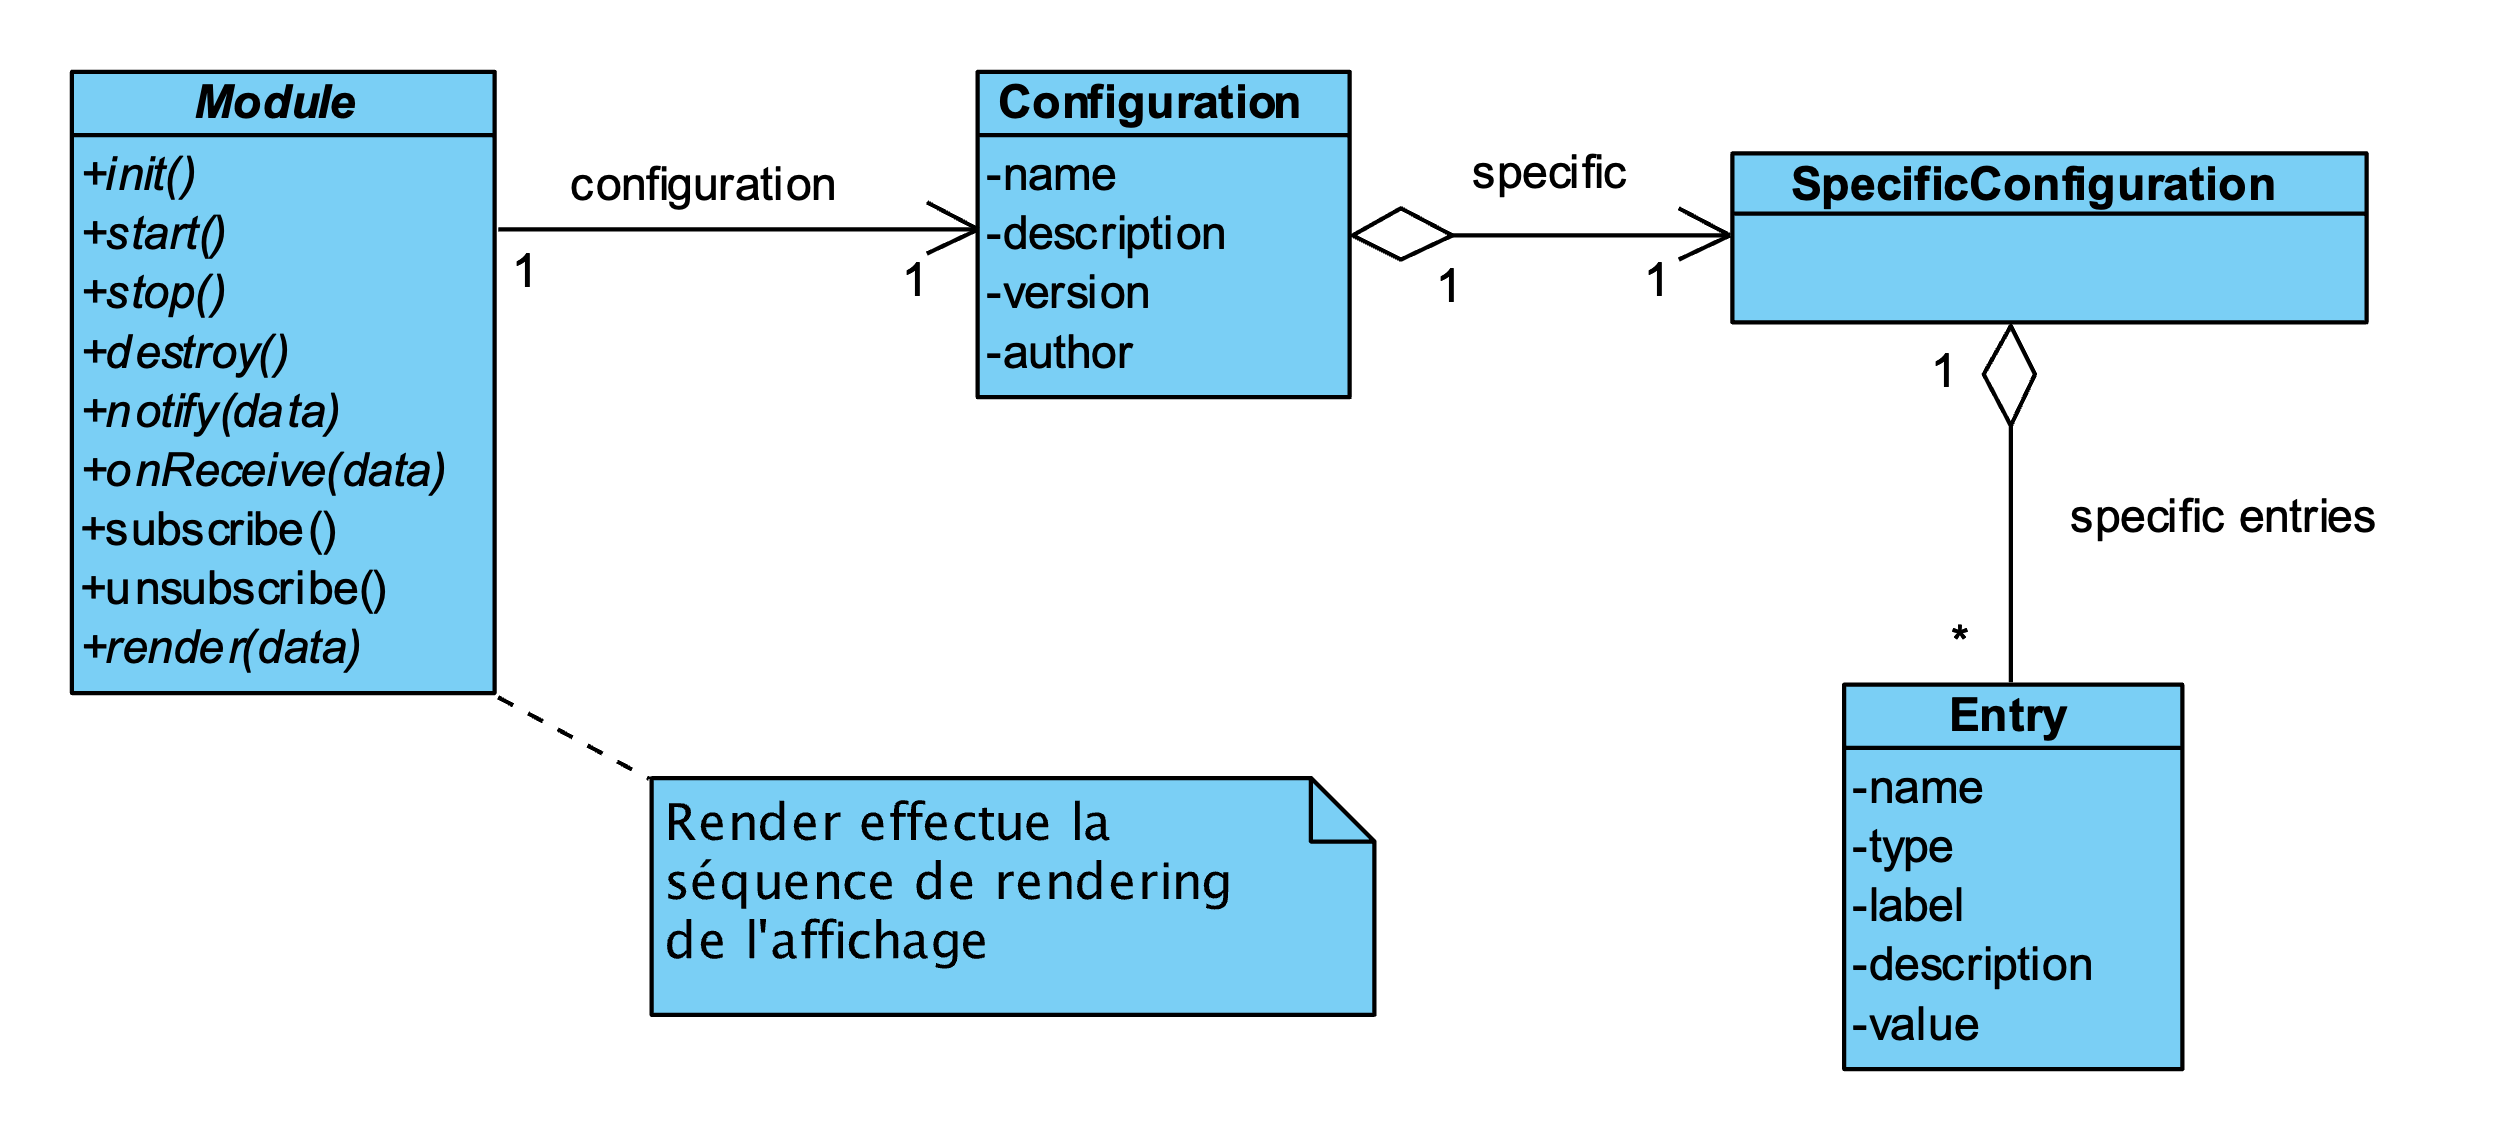 Module
+init()
+start()
+stop()
+destroy()
+notify(data)
+onReceive(data)
+subscribe()
+unsubscribe()
+render(data)
configuration
1
1
Configuration
-name
-description
-version
-author
specific
1
1
SpecificConfiguration
1
specific entries
*
Entry
-name
-type
-label
-description
-value
Render effectue la
séquence de rendering
de l'affichage